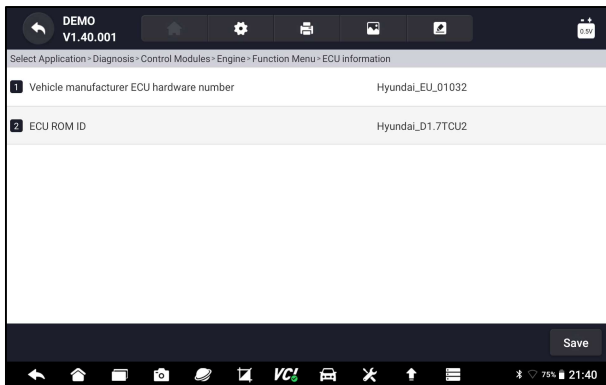 DEMO
V1.40.001
0.5V
Select Application > Diagnosis > Control Modules > Engine > Function Menu > ECU information
1 Vehicle manufacturer ECU hardware number Hyundai_EU_01032
2 ECU ROM ID Hyundai_D1.7TCU2
Save
VCI 75% 21:40